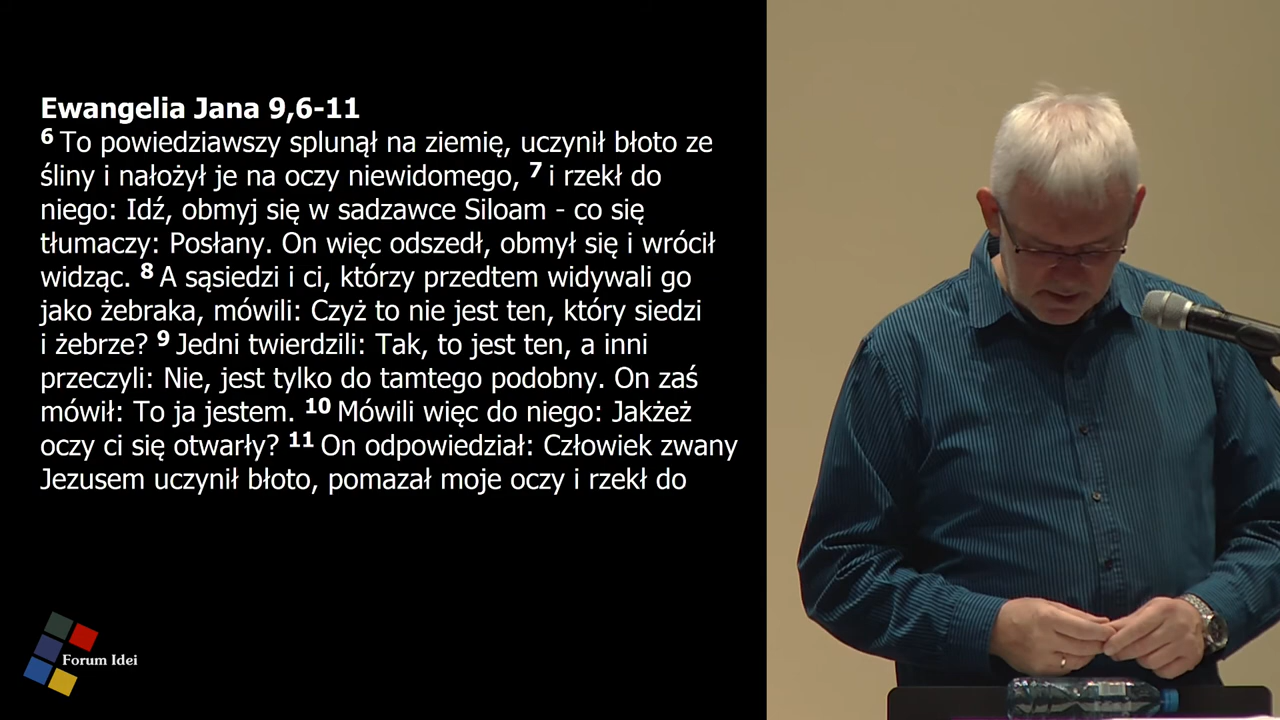 Ewangelia Jana 9,6-11
6 To powiedziawszy splunął na ziemię, uczynił błoto ze
śliny i nałożył je na oczy niewidomego, 7 i rzekł do
niego: Idź, obmyj się w sadzawce Siloam - co się
tłumaczy: Posłany. On więc odszedł, obmył się i wrócił
widząc. 8 A sąsiedzi i ci, którzy przedtem widywali go
jako żebraka, mówili: Czyż to nie jest ten, który siedzi
i żebrze? 9 Jedni twierdzili: Tak, to jest ten, a inni
przeczyli: Nie, jest tylko do tamtego podobny. On zaś
mówił: To ja jestem. 10 Mówili więc do niego: Jakżeż
oczy ci się otwarły? 11 On odpowiedział: Człowiek zwany
Jezusem uczynił błoto, pomazał moje oczy i rzekł do
Forum Idei